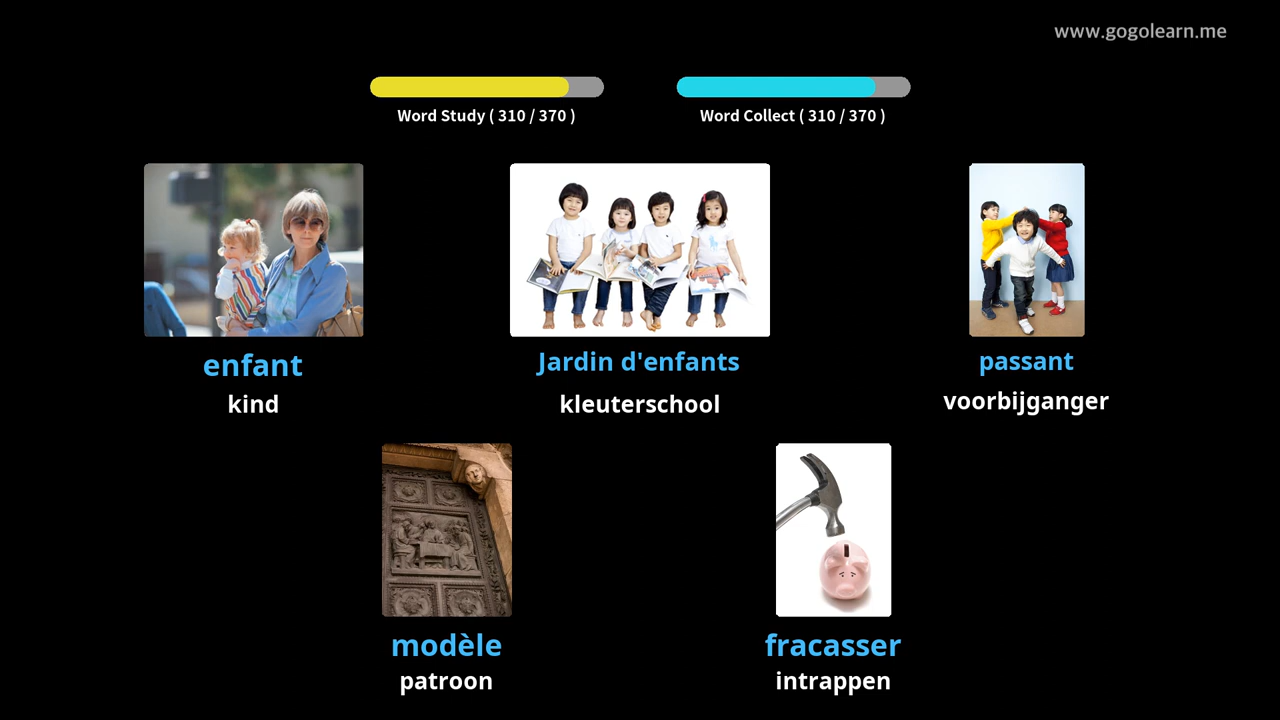 www.gogolearn.me
Word Study ( 310 / 370 )
Word Collect ( 310 / 370 )
enfant
kind
Jardin d'enfants
kleuterschool
passant
voorbijganger
modèle
patroon
fracasser
intrappen